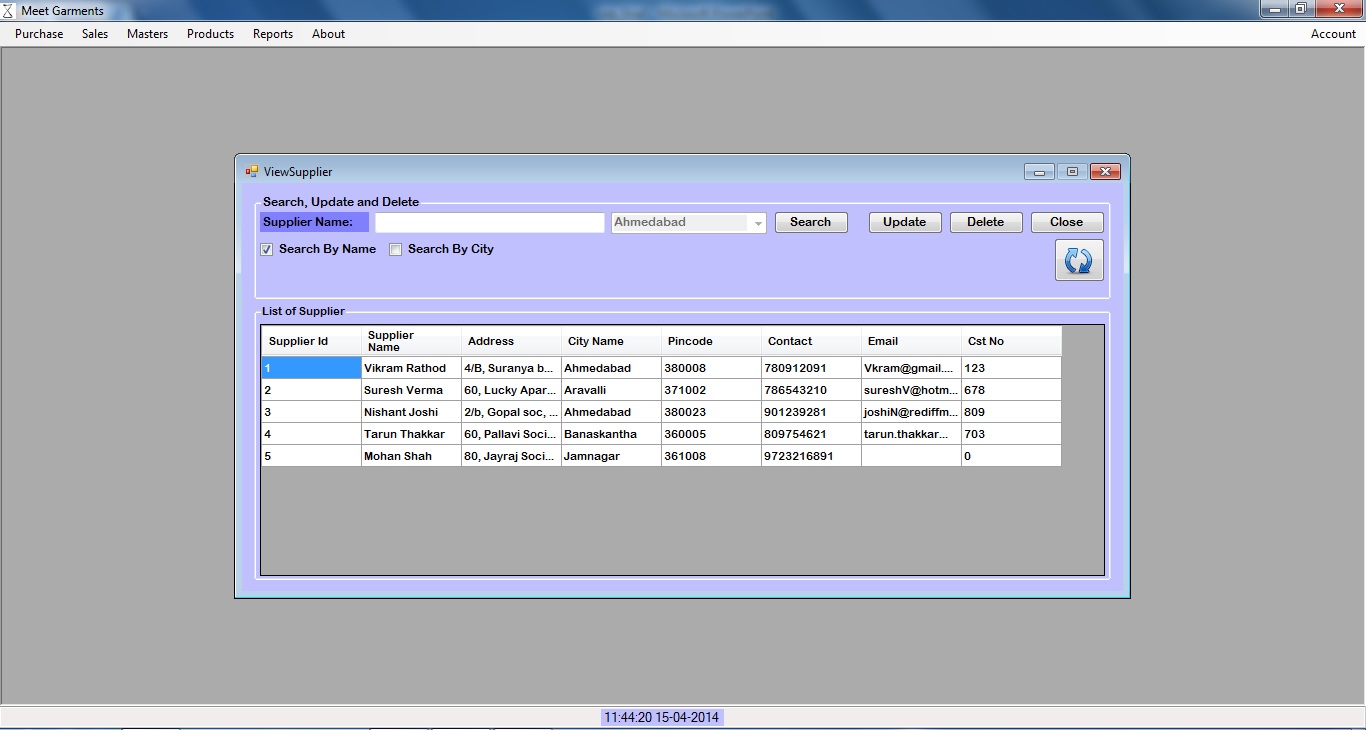 Meet Garments
Purchase Sales Masters Products Reports About Account
ViewSupplier
Search, Update and Delete
Supplier Name: Ahmedabad Search Update Delete Close
Search By Name Search By City
List of Supplier
Supplier Id Supplier Name Address City Name Pincode Contact Email Cst No
1 Vikram Rathod 4/B, Suranya b... Ahmedabad 380008 780912091 Vkram@gmail.... 123
2 Suresh Verma 60, Lucky Apar... Aravalli 371002 786543210 sureshV@hotm... 678
3 Nishant Joshi 2/b, Gopal soc, ... Ahmedabad 380023 901239281 joshiN@rediffm... 809
4 Tarun Thakkar 60, Pallavi Soci... Banaskantha 360005 809754621 tarun.thakkar... 703
5 Mohan Shah 80, Jayraj Soci... Jamnagar 361008 9723216891 0
11:44:20 15-04-2014